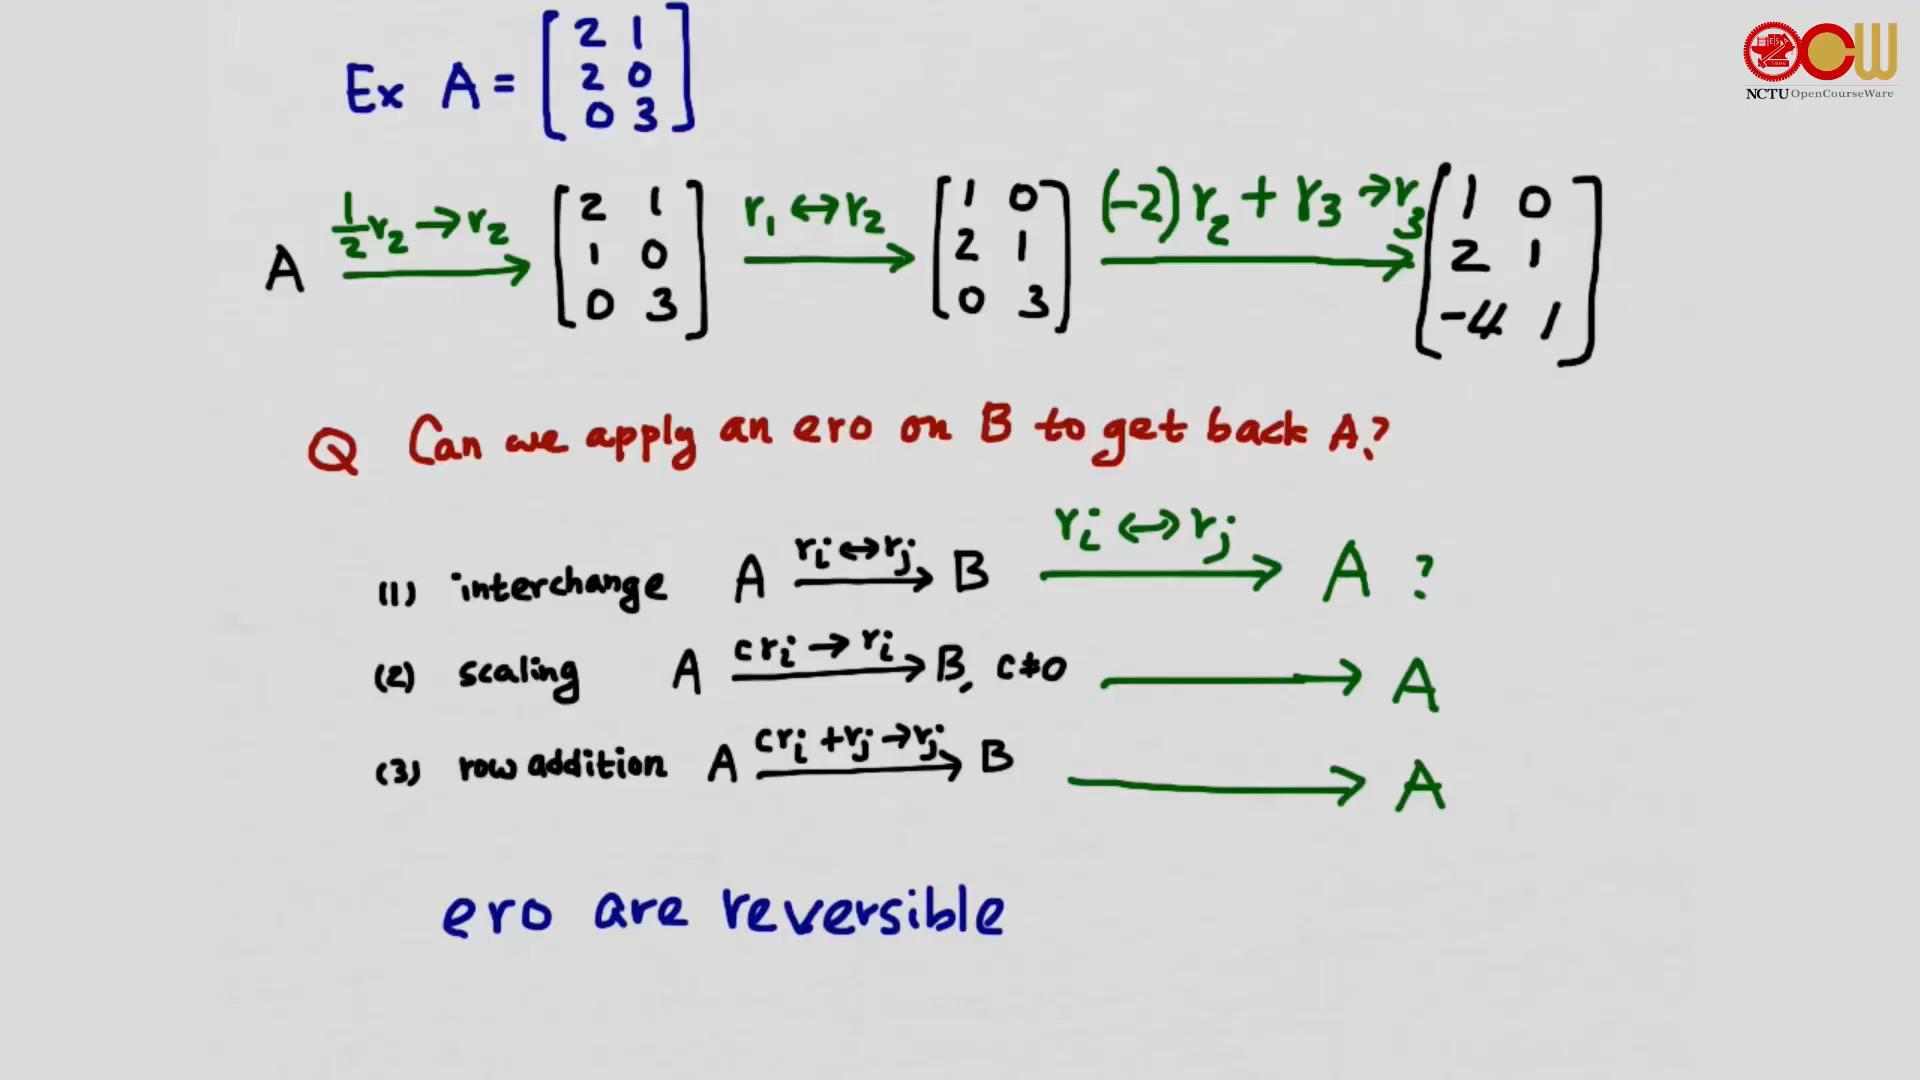 NCTU OpenCourseWare
Ex A = [2 1; 2 0; 0 3]
A ½r₂ → r₂ [2 1; 1 0; 0 3] r₁ ↔ r₂ [1 0; 2 1; 0 3] (-2)r₂ + r₃ → r₃ [1 0; 2 1; -4 1]
Q Can we apply an ero on B to get back A?
(1) interchange A rᵢ ↔ rⱼ B rᵢ ↔ rⱼ A ?
(2) scaling A crᵢ → rᵢ B, c≠0 → A
(3) row addition A crᵢ + rⱼ → rⱼ B → A
ero are reversible